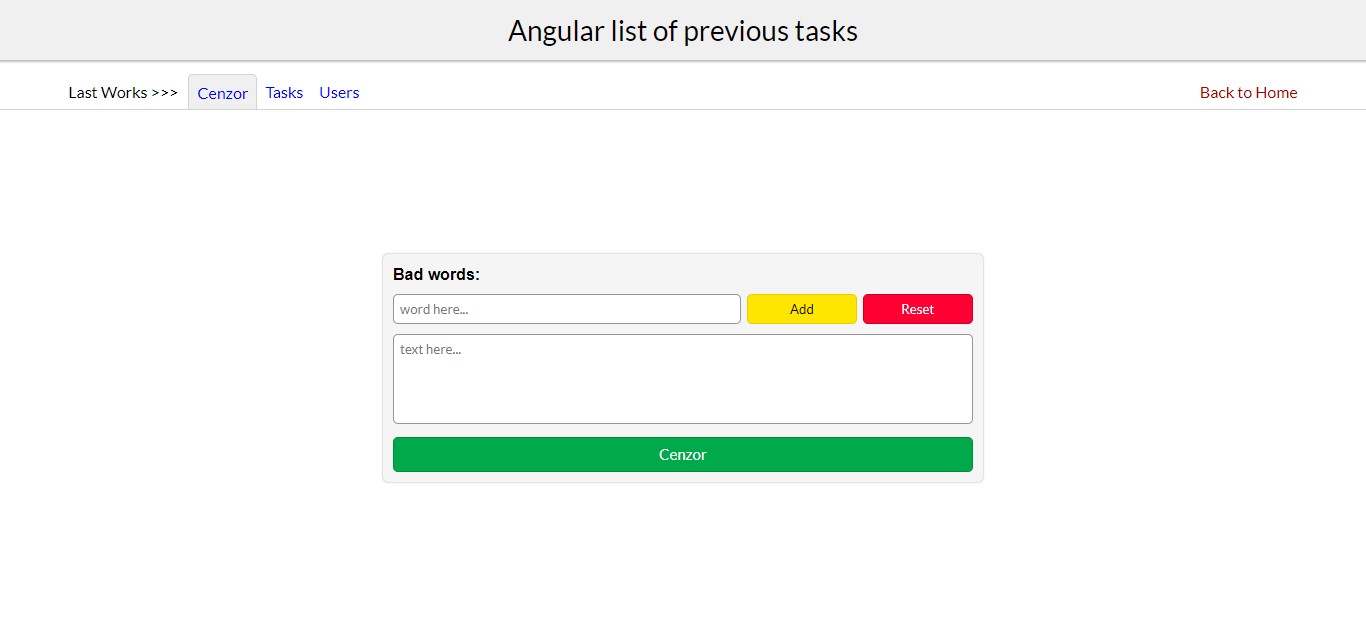 Angular list of previous tasks
Last Works >>> Cenzor Tasks Users Back to Home
Bad words:
word here... Add Reset
text here...
Cenzor